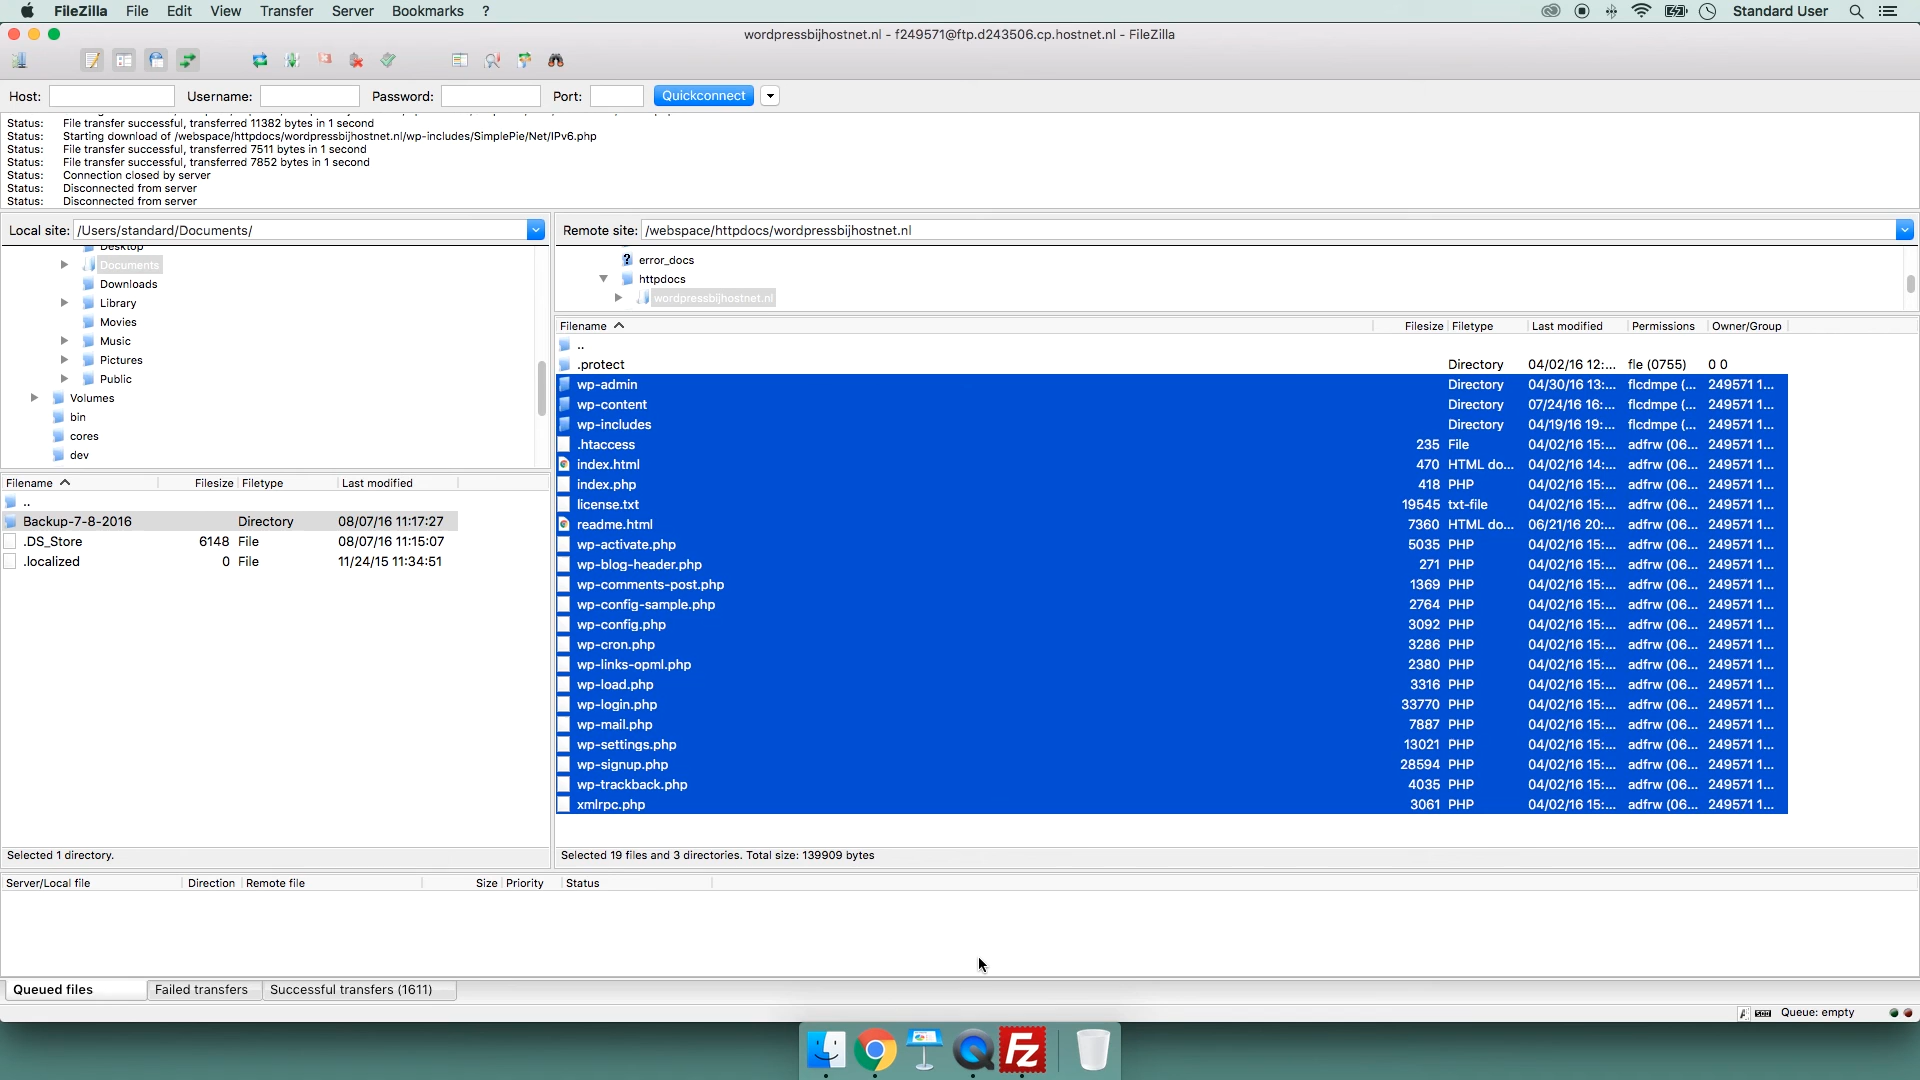 FileZilla File Edit View Transfer Server Bookmarks ? Standard User
wordpressbijhostnet.nl - f249571@ftp.d243506.cp.hostnet.nl - FileZilla
Host: Username: Password: Port: Quickconnect
Status: File transfer successful, transferred 11382 bytes in 1 second
Status: Starting download of /webspace/httpdocs/wordpressbijhostnet.nl/wp-includes/SimplePie/Net/IPv6.php
Status: File transfer successful, transferred 7511 bytes in 1 second
Status: File transfer successful, transferred 7852 bytes in 1 second
Status: Connection closed by server
Status: Disconnected from server
Status: Disconnected from server
Local site: /Users/standard/Documents/
Desktop
Documents
Downloads
Library
Movies
Music
Pictures
Public
Volumes
bin
cores
dev
Filename Filesize Filetype Last modified
..
Backup-7-8-2016 Directory 08/07/16 11:17:27
.DS_Store 6148 File 08/07/16 11:15:07
.localized 0 File 11/24/15 11:34:51
Selected 1 directory.
Remote site: /webspace/httpdocs/wordpressbijhostnet.nl
? error_docs
httpdocs
wordpressbijhostnet.nl
Filename Filesize Filetype Last modified Permissions Owner/Group
..
.protect Directory 04/02/16 12:... fle (0755) 0 0
wp-admin Directory 04/30/16 13:... flcdmpe (... 249571 1...
wp-content Directory 07/24/16 16:... flcdmpe (... 249571 1...
wp-includes Directory 04/19/16 19:... flcdmpe (... 249571 1...
.htaccess 235 File 04/02/16 15:... adfrw (06... 249571 1...
index.html 470 HTML do... 04/02/16 14:... adfrw (06... 249571 1...
index.php 418 PHP 04/02/16 15:... adfrw (06... 249571 1...
license.txt 19545 txt-file 04/02/16 15:... adfrw (06... 249571 1...
readme.html 7360 HTML do... 06/21/16 20:... adfrw (06... 249571 1...
wp-activate.php 5035 PHP 04/02/16 15:... adfrw (06... 249571 1...
wp-blog-header.php 271 PHP 04/02/16 15:... adfrw (06... 249571 1...
wp-comments-post.php 1369 PHP 04/02/16 15:... adfrw (06... 249571 1...
wp-config-sample.php 2764 PHP 04/02/16 15:... adfrw (06... 249571 1...
wp-config.php 3092 PHP 04/02/16 15:... adfrw (06... 249571 1...
wp-cron.php 3286 PHP 04/02/16 15:... adfrw (06... 249571 1...
wp-links-opml.php 2380 PHP 04/02/16 15:... adfrw (06... 249571 1...
wp-load.php 3316 PHP 04/02/16 15:... adfrw (06... 249571 1...
wp-login.php 33770 PHP 04/02/16 15:... adfrw (06... 249571 1...
wp-mail.php 7887 PHP 04/02/16 15:... adfrw (06... 249571 1...
wp-settings.php 13021 PHP 04/02/16 15:... adfrw (06... 249571 1...
wp-signup.php 28594 PHP 04/02/16 15:... adfrw (06... 249571 1...
wp-trackback.php 4035 PHP 04/02/16 15:... adfrw (06... 249571 1...
xmlrpc.php 3061 PHP 04/02/16 15:... adfrw (06... 249571 1...
Selected 19 files and 3 directories. Total size: 139909 bytes
Server/Local file Direction Remote file Size Priority Status
Queued files Failed transfers Successful transfers (1611)
Queue: empty
Fz